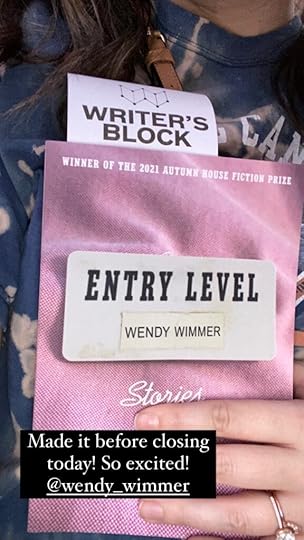 WRITER'S
BLOCK
WINNER OF THE 2021 AUTUMN HOUSE FICTION PRIZE
ENTRY LEVEL
WENDY WIMMER
Stories
Made it before closing
today! So excited!
@wendy_wimmer